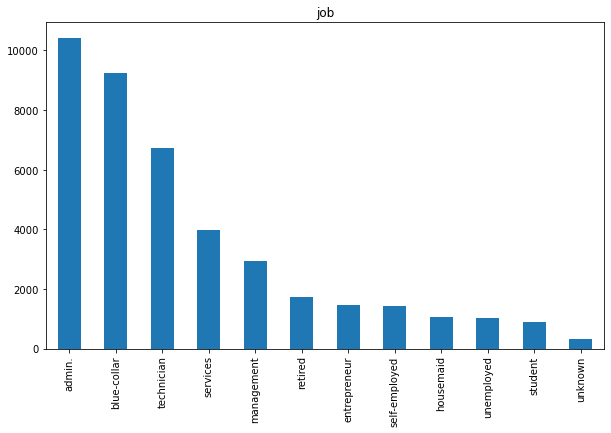 job
10000
8000
6000
4000
2000
0
admin.
blue-collar
technician
services
management
retired
entrepreneur
self-employed
housemaid
unemployed
student
unknown